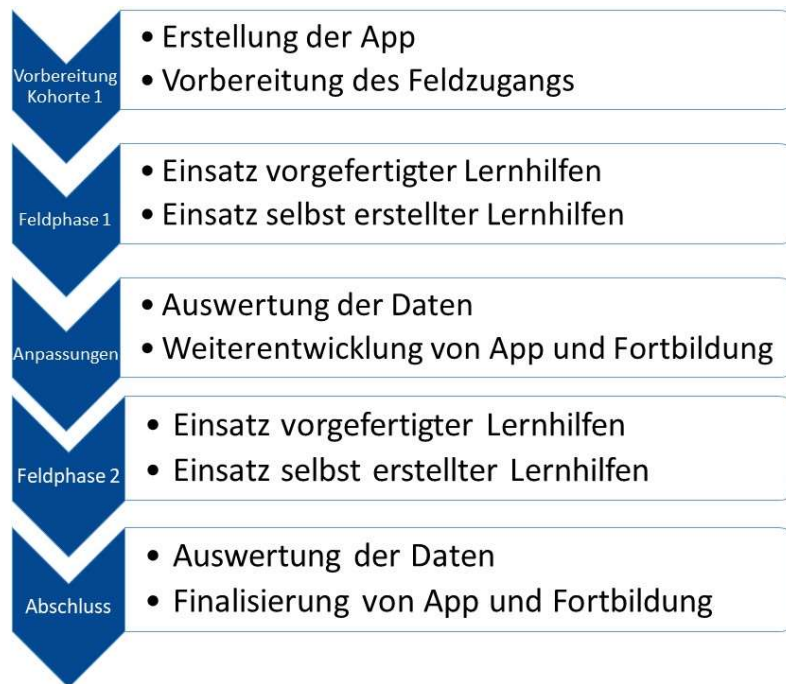 Vorbereitung
Kohorte 1
• Erstellung der App
• Vorbereitung des Feldzugangs
Feldphase 1
• Einsatz vorgefertigter Lernhilfen
• Einsatz selbst erstellter Lernhilfen
Anpassungen
• Auswertung der Daten
• Weiterentwicklung von App und Fortbildung
Feldphase 2
• Einsatz vorgefertigter Lernhilfen
• Einsatz selbst erstellter Lernhilfen
Abschluss
• Auswertung der Daten
• Finalisierung von App und Fortbildung